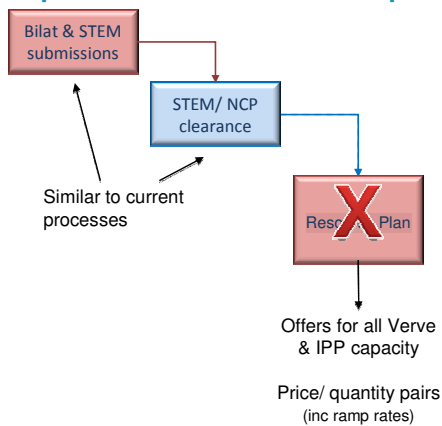 Bilat & STEM
submissions
STEM/ NCP
clearance
Similar to current
processes
Plan
Offers for all Verve
& IPP capacity
Price/ quantity pairs
(inc ramp rates)